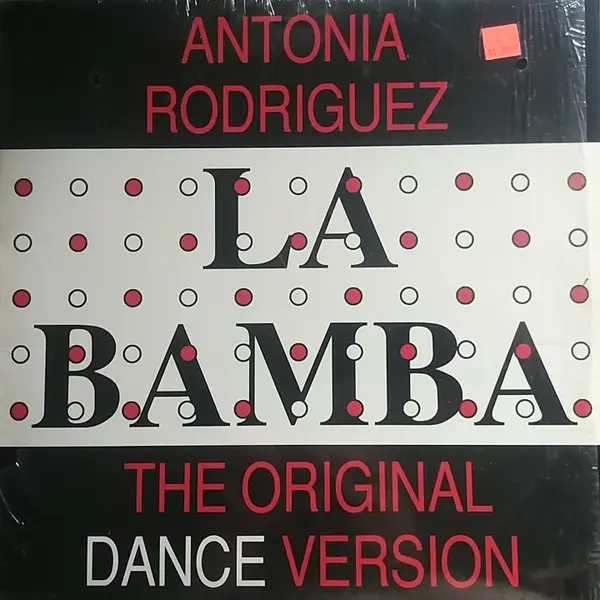 ANTONIA
RODRIGUEZ
LA
BAMBA
THE ORIGINAL
DANCE VERSION